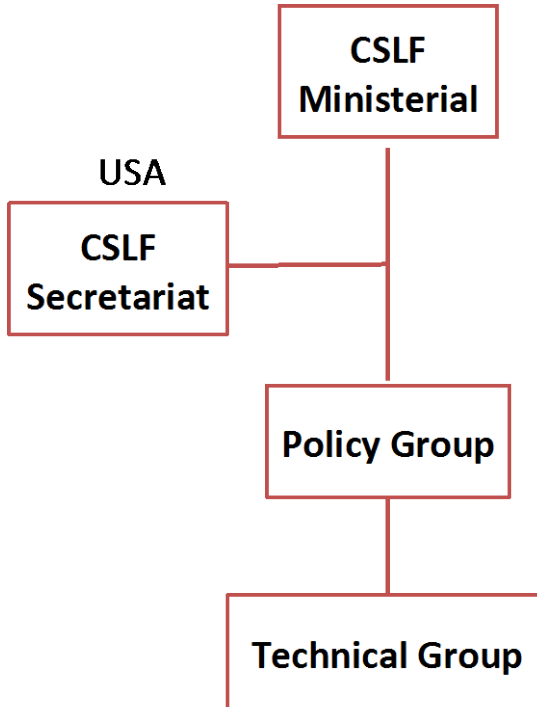 CSLF
Ministerial
USA
CSLF
Secretariat
Policy Group
Technical Group